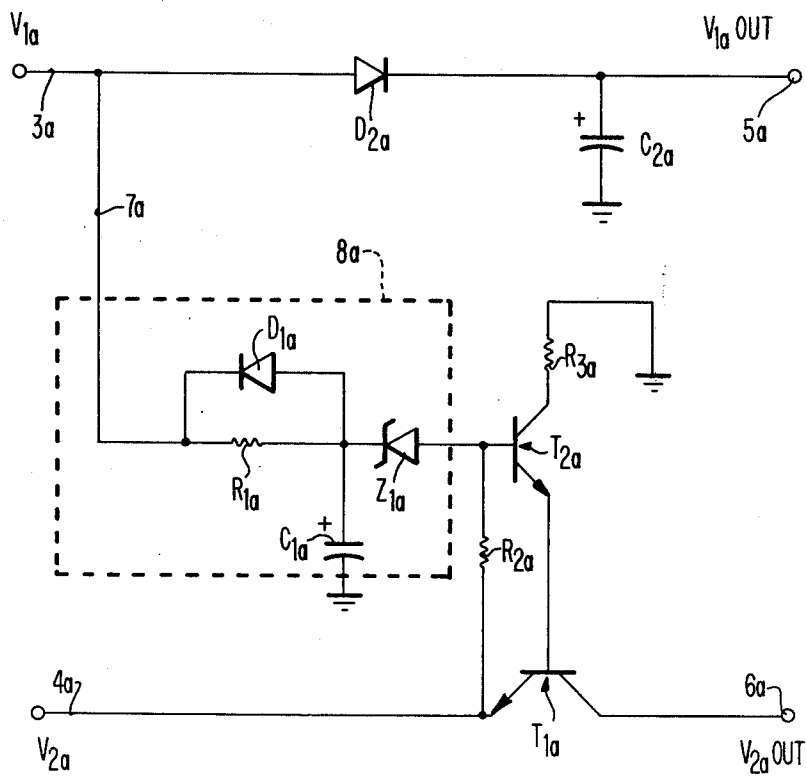 V1a
V1a OUT
3a
D2a
5a
+
C2a
7a
8a
D1a
R3a
T2a
R1a
Z1a
+
C1a
R2a
4a
6a
V2a
T1a
V2a OUT